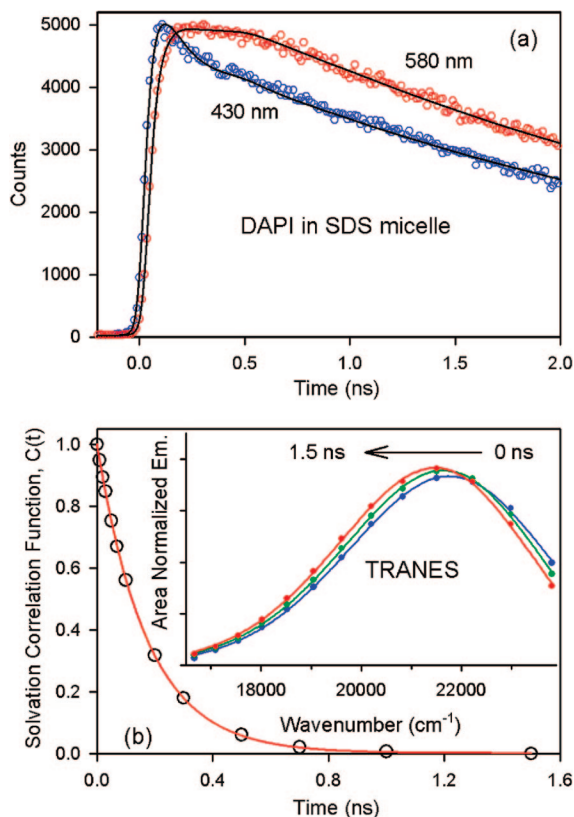 5000
4000
3000
2000
1000
0
Counts
(a)
580 nm
430 nm
DAPI in SDS micelle
0.0 0.5 1.0 1.5 2.0
Time (ns)
1.0
0.8
0.6
0.4
0.2
0.0
Solvation Correlation Function, C(t)
Area Normalized Em.
1.5 ns 0 ns
TRANES
18000 20000 22000
Wavenumber (cm⁻¹)
(b)
0.0 0.4 0.8 1.2 1.6
Time (ns)